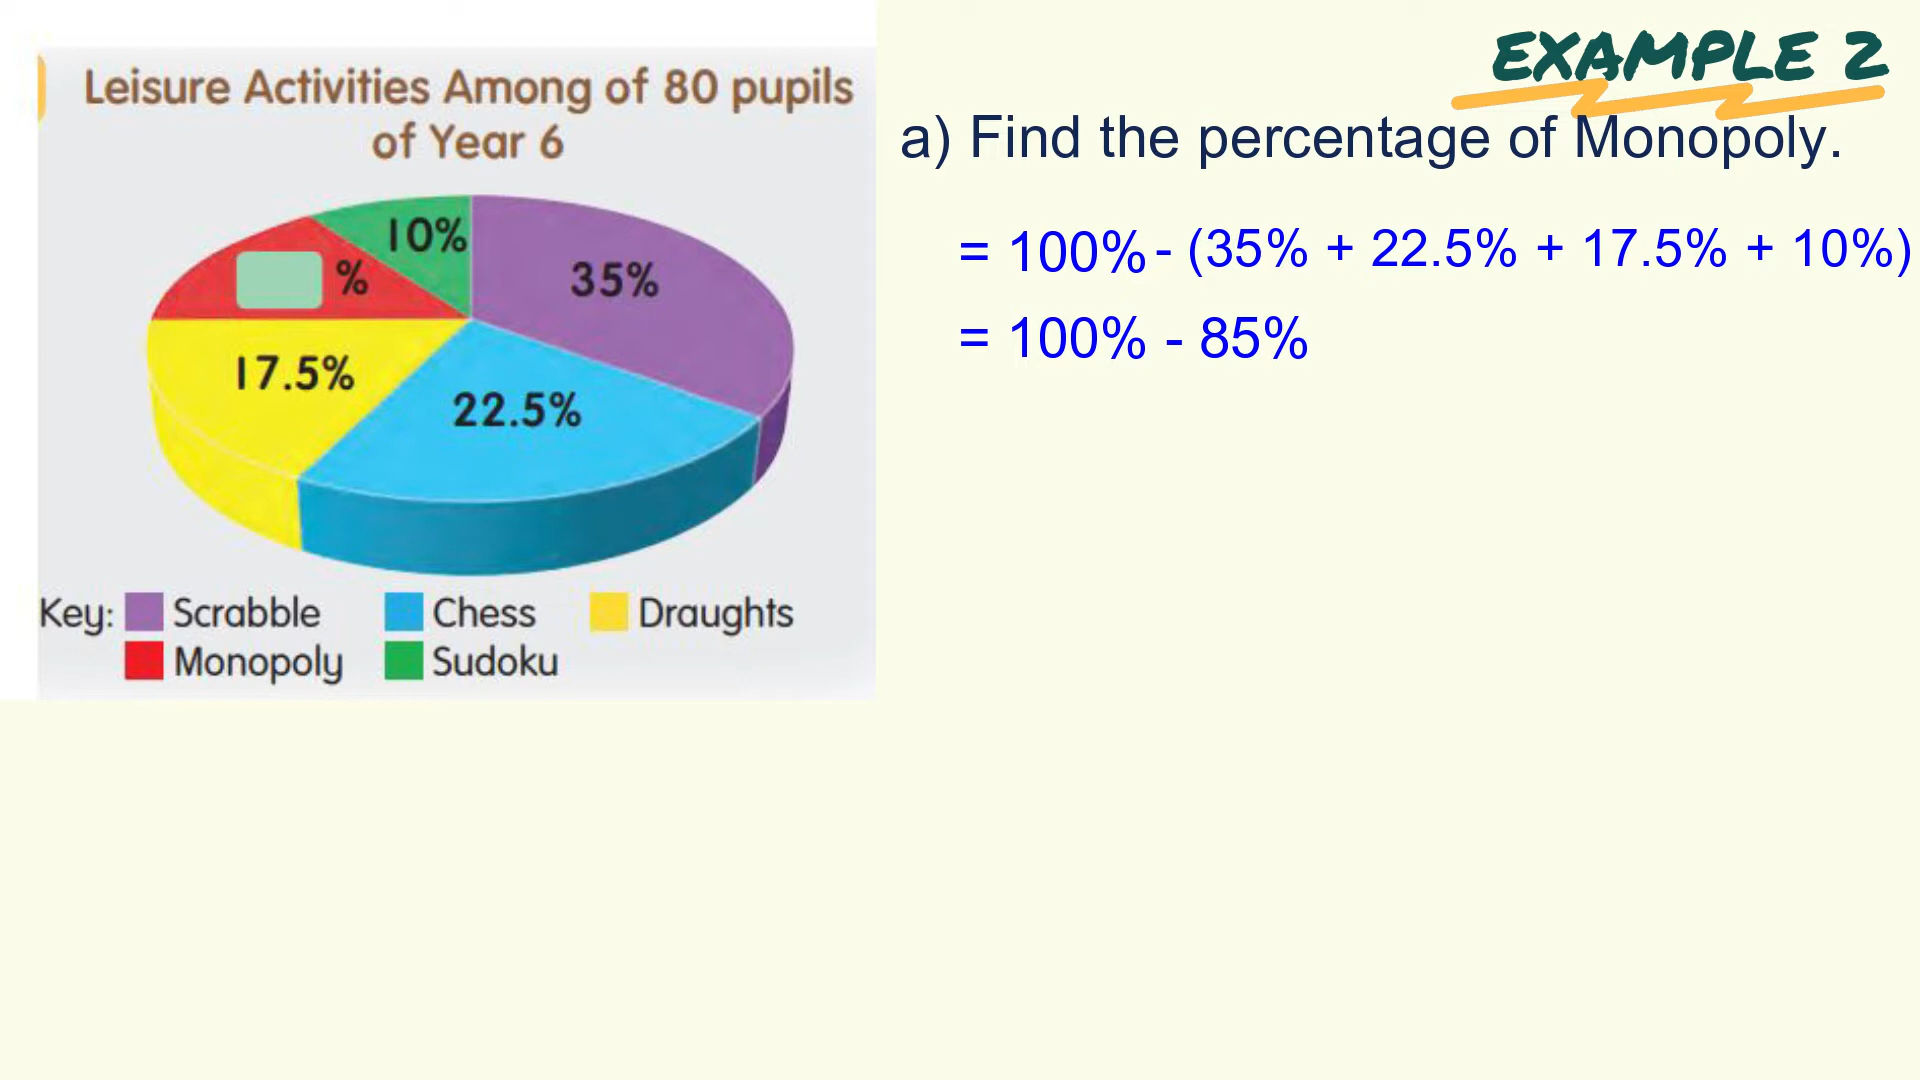 EXAMPLE 2
Leisure Activities Among of 80 pupils
of Year 6
10%
35%
%
17.5%
22.5%
Key: Scrabble Chess Draughts
Monopoly Sudoku
a) Find the percentage of Monopoly.
= 100% - (35% + 22.5% + 17.5% + 10%)
= 100% - 85%